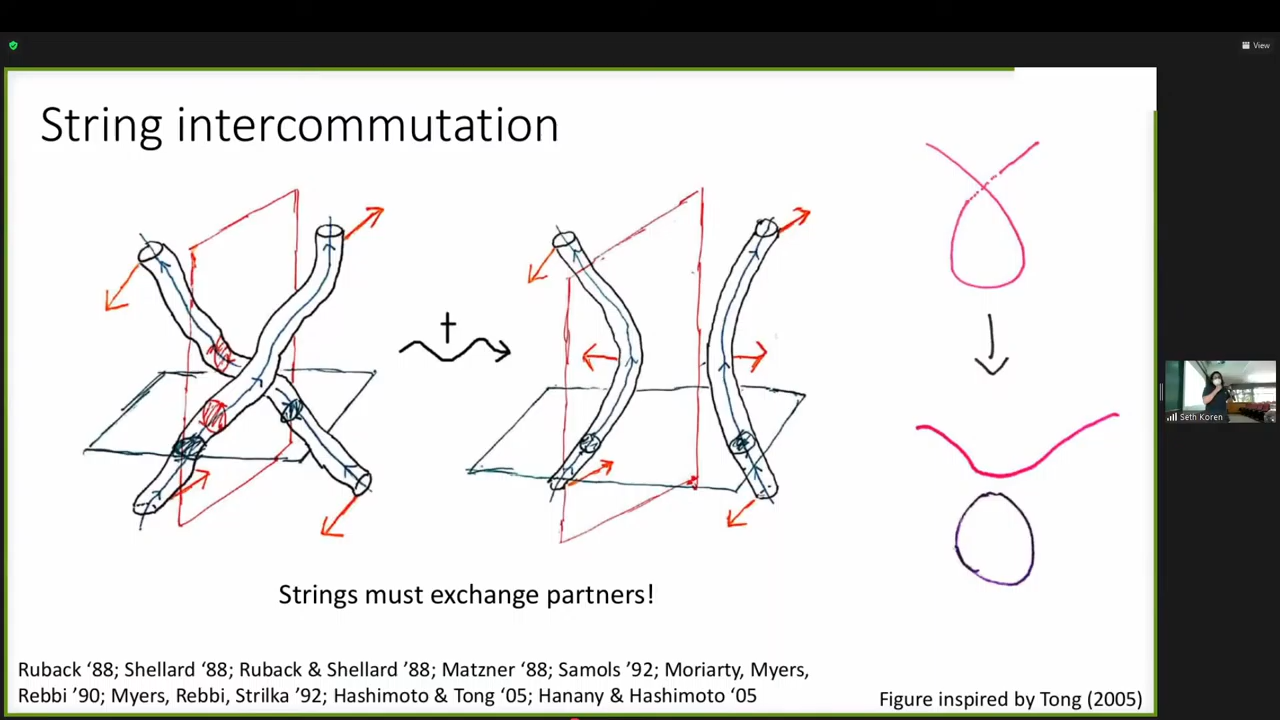 View
String intercommutation
t
Strings must exchange partners!
Ruback ‘88; Shellard ‘88; Ruback & Shellard ’88; Matzner ‘88; Samols ’92; Moriarty, Myers,
Rebbi ’90; Myers, Rebbi, Strilka ’92; Hashimoto & Tong ‘05; Hanany & Hashimoto ‘05
Figure inspired by Tong (2005)
Seth Koren